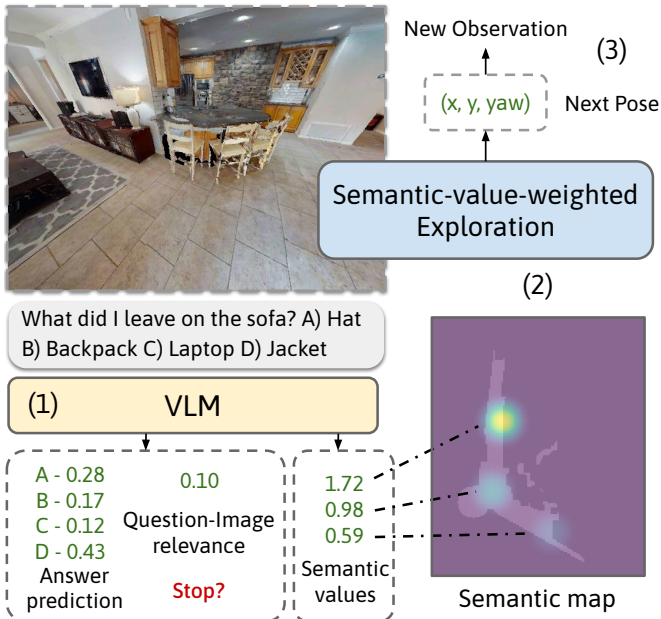 New Observation
(3)
(x, y, yaw)
Next Pose
Semantic-value-weighted
Exploration
(2)
What did I leave on the sofa? A) Hat
B) Backpack C) Laptop D) Jacket
(1)
VLM
A - 0.28
B - 0.17
C - 0.12
D - 0.43
Answer
prediction
0.10
Question-Image
relevance
Stop?
1.72
0.98
0.59
Semantic
values
Semantic map